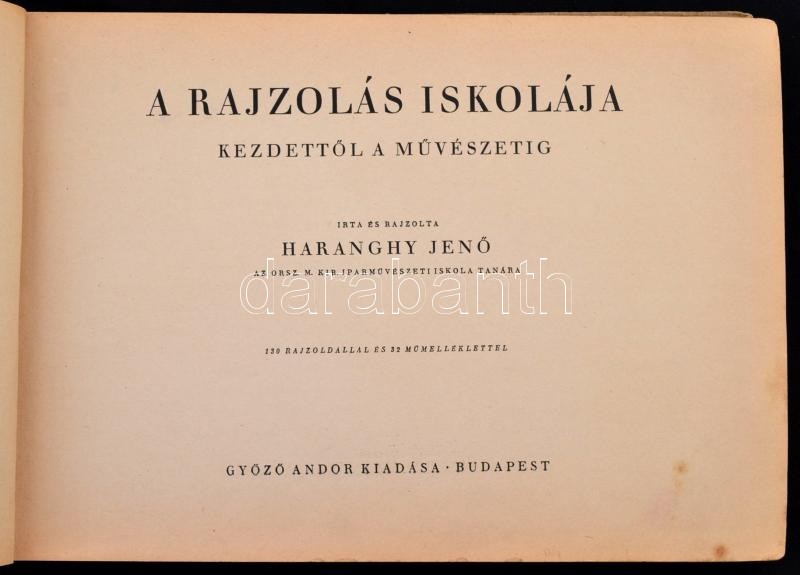 A RAJZOLÁS ISKOLÁJA
KEZDETTŐL A MŰVÉSZETIG
IRTA ÉS RAJZOLTA
HARANGHY JENŐ
AZ ORSZ. M. KIR. IPARMŰVÉSZETI ISKOLA TANÁRA
darabanth
130 RAJZOLDALLAL ÉS 32 MŰMELLÉKLETTEL
GYŐZŐ ANDOR KIADÁSA · BUDAPEST